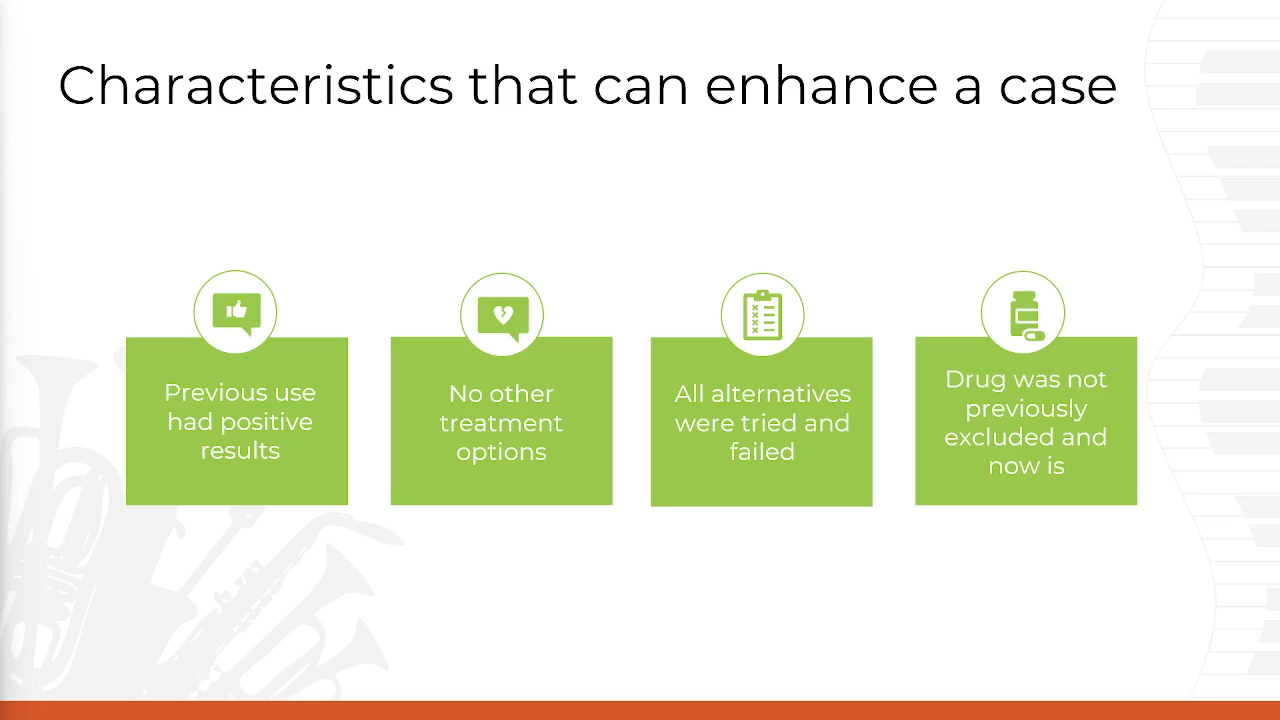 Characteristics that can enhance a case
Previous use
had positive
results
No other
treatment
options
All alternatives
were tried and
failed
Drug was not
previously
excluded and
now is